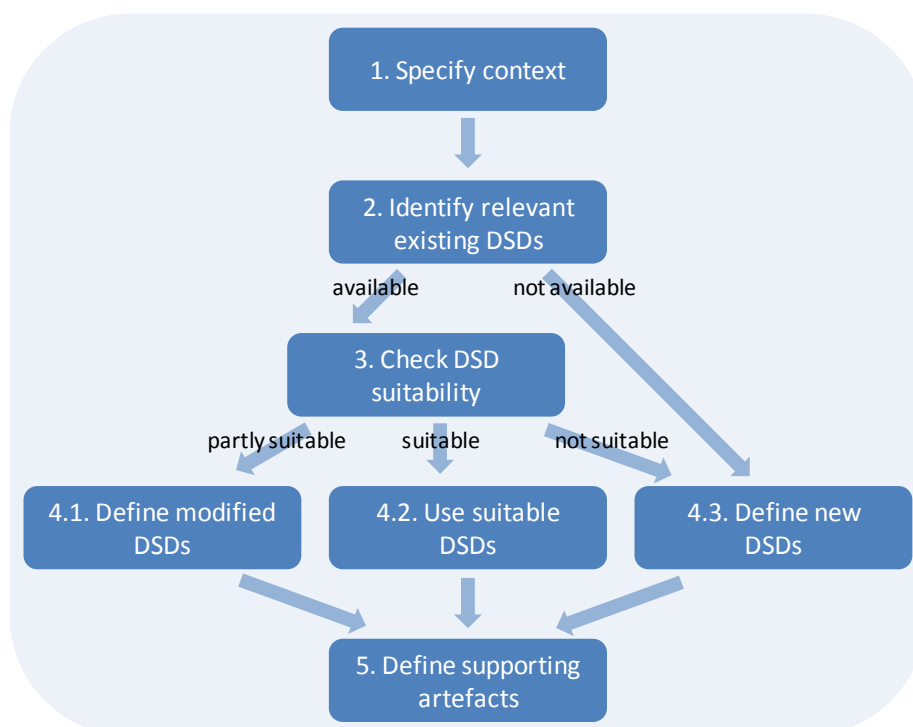 1. Specify context
2. Identify relevant
existing DSDs
available
not available
3. Check DSD
suitability
partly suitable
suitable
not suitable
4.1. Define modified
DSDs
4.2. Use suitable
DSDs
4.3. Define new
DSDs
5. Define supporting
artefacts